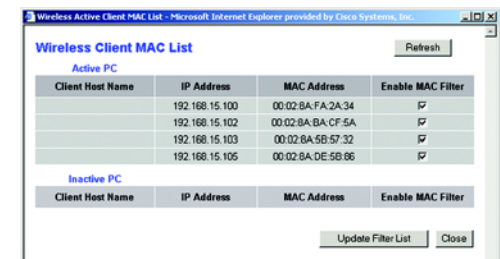 Wireless Active Client MAC List - Microsoft Internet Explorer provided by Cisco Systems, Inc.
Wireless Client MAC List
Refresh
Active PC
Client Host Name IP Address MAC Address Enable MAC Filter
192.168.15.100 00:02:8A:FA:2A:34
192.168.15.102 00:02:8A:BA:CF:5A
192.168.15.103 00:02:8A:5B:57:32
192.168.15.105 00:02:8A:DE:5B:86
Inactive PC
Client Host Name IP Address MAC Address Enable MAC Filter
Update Filter List Close